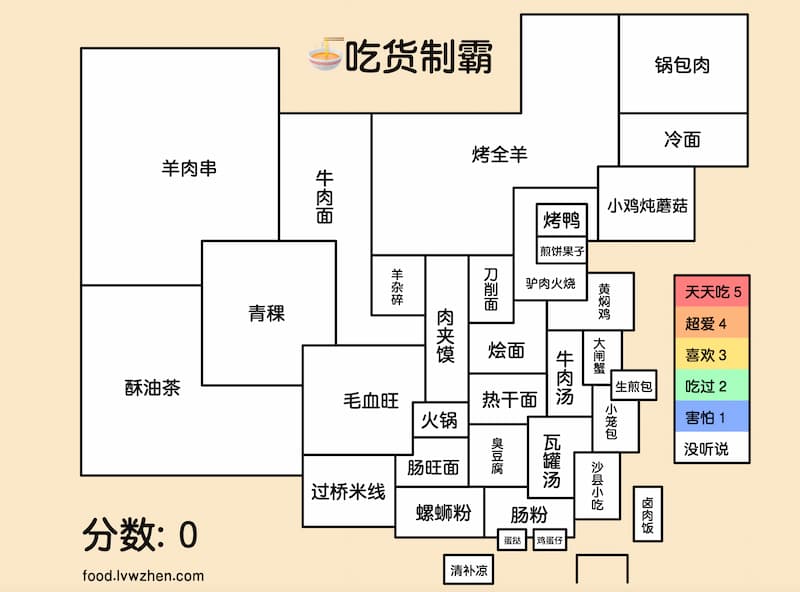 吃货制霸
锅包肉
冷面
烤全羊
羊肉串
牛肉面
小鸡炖蘑菇
烤鸭
煎饼果子
驴肉火烧
羊杂碎
肉夹馍
刀削面
黄焖鸡
青稞
烩面
牛肉汤
大闸蟹
生煎包
酥油茶
毛血旺
火锅
热干面
小笼包
肠旺面
臭豆腐
瓦罐汤
沙县小吃
过桥米线
螺蛳粉
肠粉
卤肉饭
蛋挞
鸡蛋仔
清补凉
天天吃 5
超爱 4
喜欢 3
吃过 2
害怕 1
没听说
分数: 0
food.lvwzhen.com